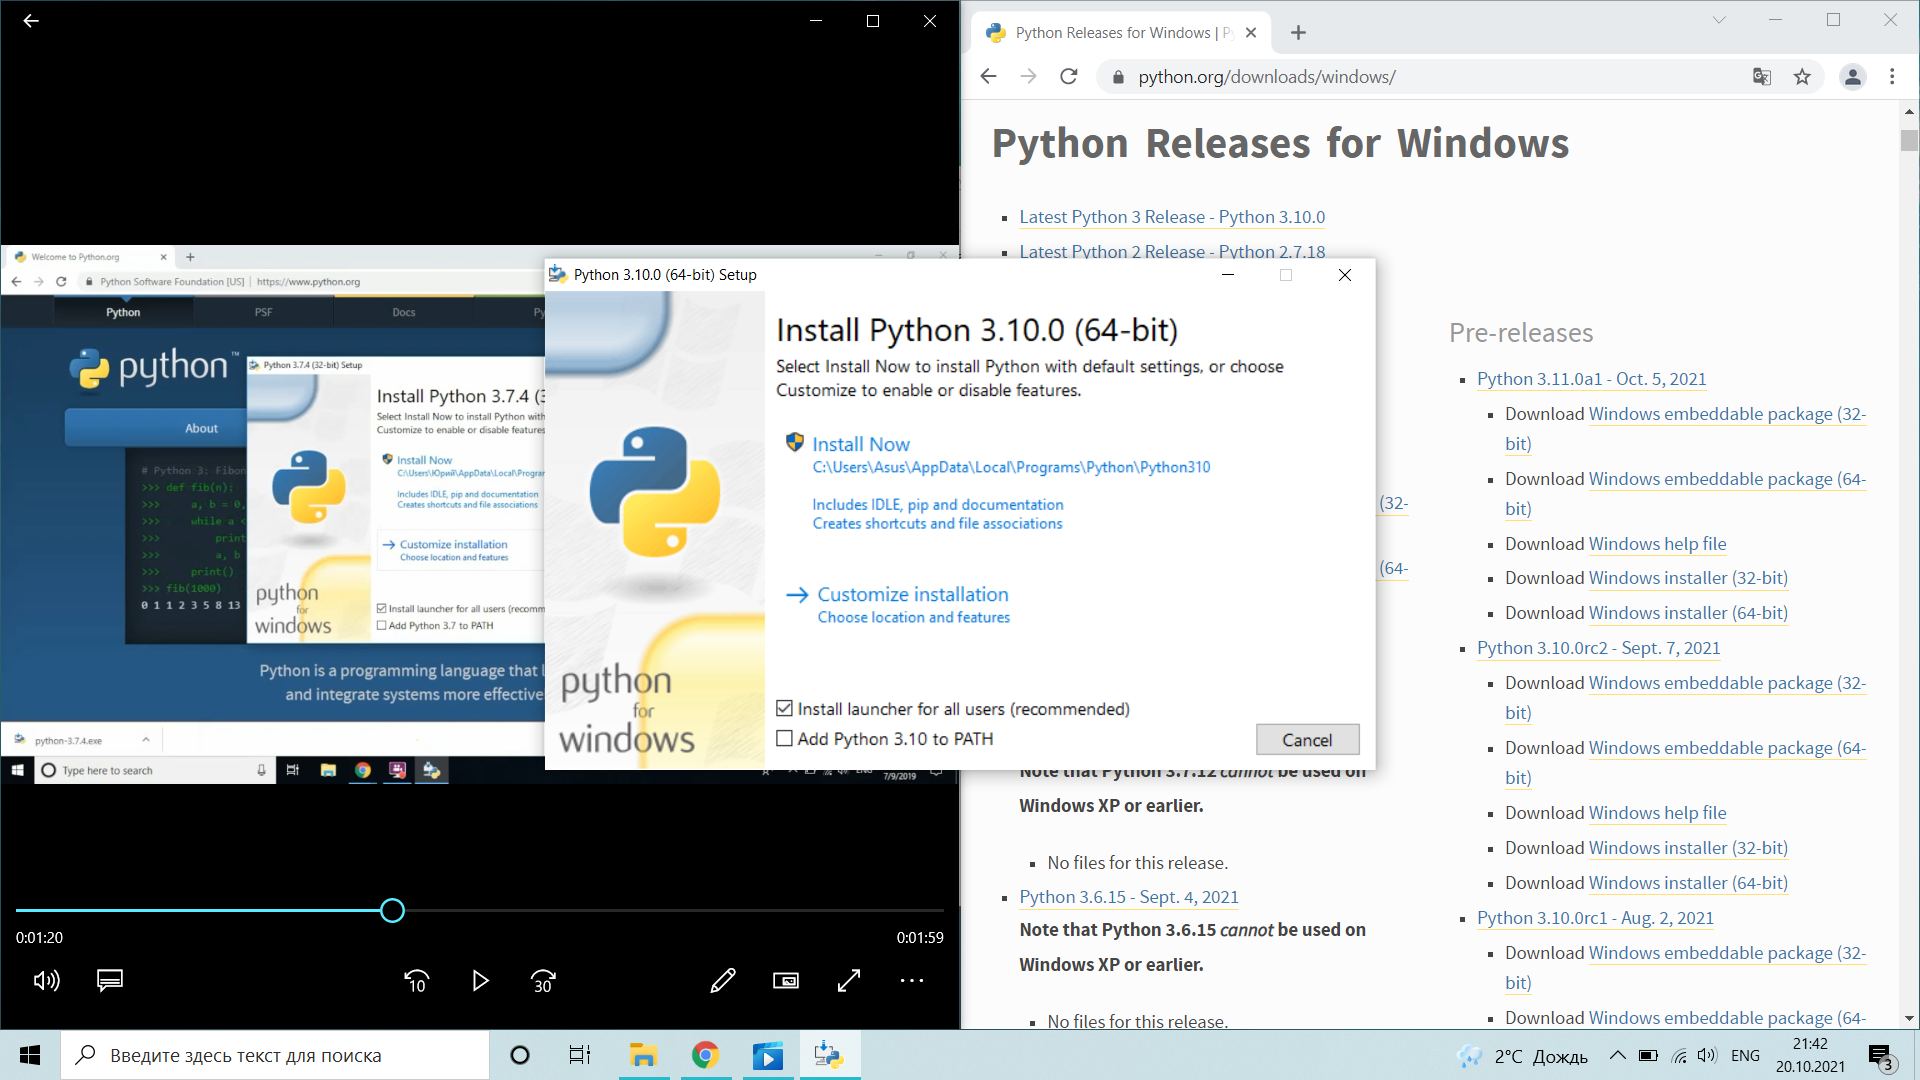 Welcome to Python.org
Python Software Foundation [US] | https://www.python.org
Python
PSF
Docs
Py
python™
About
# Python 3: Fibon
>>> def fib(n):
>>> a, b = 0,
>>> while a <
>>> print
>>> a, b
>>> print()
>>> fib(1000)
0 1 1 2 3 5 8 13
Python 3.7.4 (32-bit) Setup
Install Python 3.7.4 (3
Select Install Now to install Python with
Customize to enable or disable features.
Install Now
C:\Users\Юрий\AppData\Local\Progra
Includes IDLE, pip and documentation
Creates shortcuts and file associations
Customize installation
Choose location and features
Install launcher for all users (recomm
Add Python 3.7 to PATH
python
for
windows
Python is a programming language that l
and integrate systems more effective
python-3.7.4.exe
Type here to search
7/9/2019
0:01:20
0:01:59
10
30
Python 3.10.0 (64-bit) Setup
Install Python 3.10.0 (64-bit)
Select Install Now to install Python with default settings, or choose
Customize to enable or disable features.
Install Now
C:\Users\Asus\AppData\Local\Programs\Python\Python310
Includes IDLE, pip and documentation
Creates shortcuts and file associations
Customize installation
Choose location and features
Install launcher for all users (recommended)
Add Python 3.10 to PATH
Cancel
python
for
windows
Python Releases for Windows | Py
python.org/downloads/windows/
Python Releases for Windows
Latest Python 3 Release - Python 3.10.0
Latest Python 2 Release - Python 2.7.18
(32-
(64-
Note that Python 3.7.12 cannot be used on
Windows XP or earlier.
No files for this release.
Python 3.6.15 - Sept. 4, 2021
Note that Python 3.6.15 cannot be used on
Windows XP or earlier.
No files for this release.
Pre-releases
Python 3.11.0a1 - Oct. 5, 2021
Download Windows embeddable package (32-
bit)
Download Windows embeddable package (64-
bit)
Download Windows help file
Download Windows installer (32-bit)
Download Windows installer (64-bit)
Python 3.10.0rc2 - Sept. 7, 2021
Download Windows embeddable package (32-
bit)
Download Windows embeddable package (64-
bit)
Download Windows help file
Download Windows installer (32-bit)
Download Windows installer (64-bit)
Python 3.10.0rc1 - Aug. 2, 2021
Download Windows embeddable package (32-
bit)
Download Windows embeddable package (64-
Введите здесь текст для поиска
2°C Дождь
ENG
21:42
20.10.2021
3